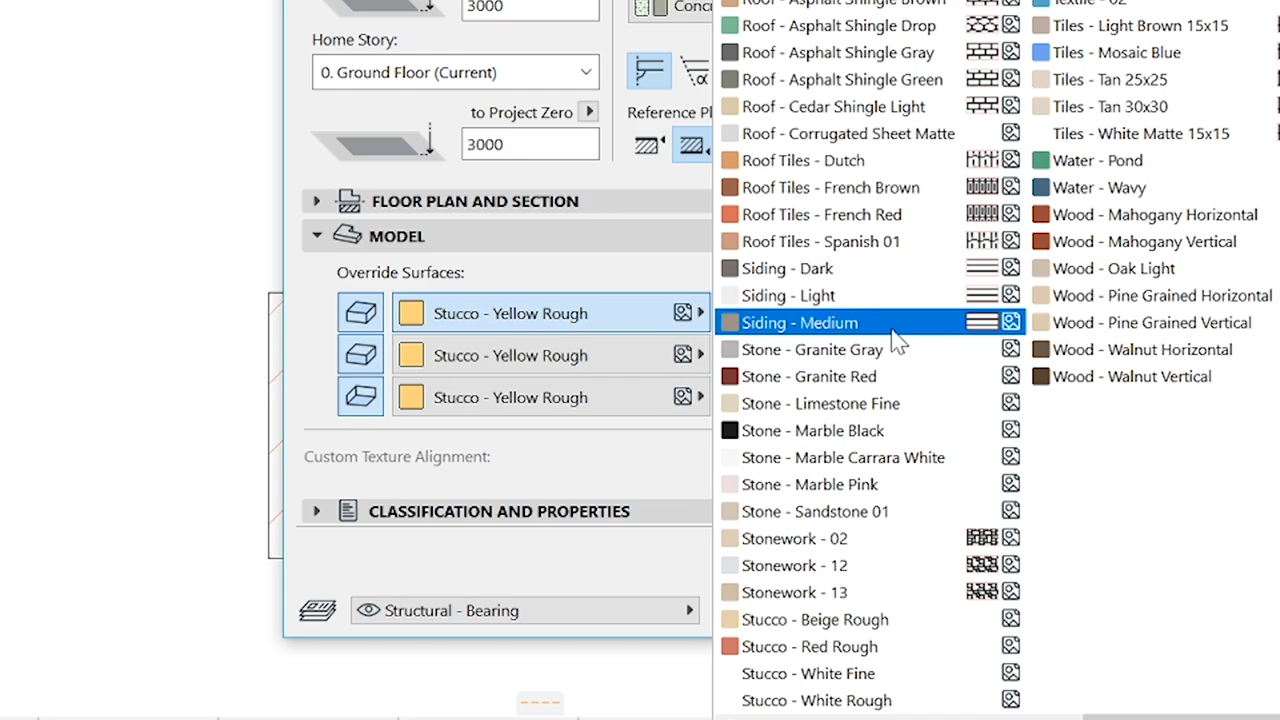 3000
Home Story:
0. Ground Floor (Current)
to Project Zero
3000
Reference Pl
FLOOR PLAN AND SECTION
MODEL
Override Surfaces:
Stucco - Yellow Rough
Stucco - Yellow Rough
Stucco - Yellow Rough
Custom Texture Alignment:
CLASSIFICATION AND PROPERTIES
Structural - Bearing
Roof - Asphalt Shingle Brown
Roof - Asphalt Shingle Drop
Roof - Asphalt Shingle Gray
Roof - Asphalt Shingle Green
Roof - Cedar Shingle Light
Roof - Corrugated Sheet Matte
Roof Tiles - Dutch
Roof Tiles - French Brown
Roof Tiles - French Red
Roof Tiles - Spanish 01
Siding - Dark
Siding - Light
Siding - Medium
Stone - Granite Gray
Stone - Granite Red
Stone - Limestone Fine
Stone - Marble Black
Stone - Marble Carrara White
Stone - Marble Pink
Stone - Sandstone 01
Stonework - 02
Stonework - 12
Stonework - 13
Stucco - Beige Rough
Stucco - Red Rough
Stucco - White Fine
Stucco - White Rough
Textile - 02
Tiles - Light Brown 15x15
Tiles - Mosaic Blue
Tiles - Tan 25x25
Tiles - Tan 30x30
Tiles - White Matte 15x15
Water - Pond
Water - Wavy
Wood - Mahogany Horizontal
Wood - Mahogany Vertical
Wood - Oak Light
Wood - Pine Grained Horizontal
Wood - Pine Grained Vertical
Wood - Walnut Horizontal
Wood - Walnut Vertical